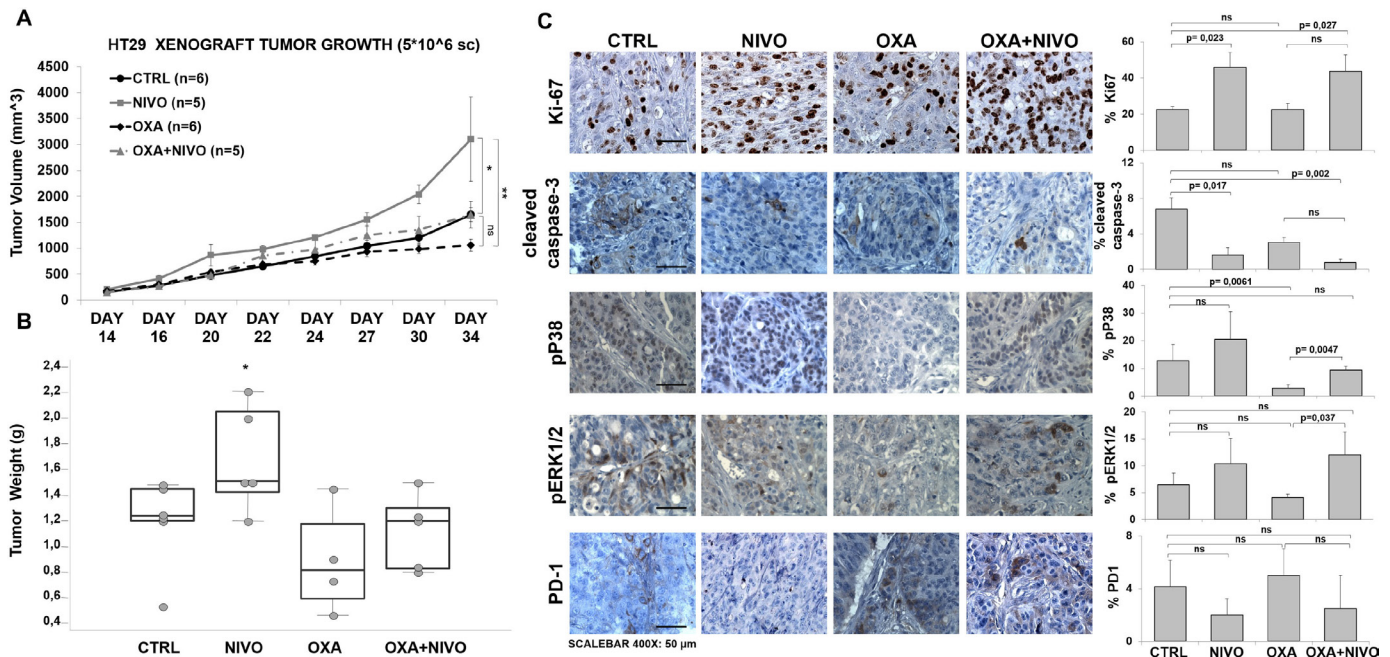 A
HT29 XENOGRAFT TUMOR GROWTH (5*10^6 sc)
Tumor Volume (mm^3)
4500
4000
3500
3000
2500
2000
1500
1000
500
0
CTRL (n=6)
NIVO (n=5)
OXA (n=6)
OXA+NIVO (n=5)
*
**
ns
DAY 14
DAY 16
DAY 20
DAY 22
DAY 24
DAY 27
DAY 30
DAY 34
B
Tumor Weight (g)
2,4
2,2
2,0
1,8
1,6
1,4
1,2
1,0
0,8
0,6
0,4
*
CTRL
NIVO
OXA
OXA+NIVO
C
CTRL
NIVO
OXA
OXA+NIVO
Ki-67
cleaved
caspase-3
pP38
pERK1/2
PD-1
SCALEBAR 400X: 50 µm
% Ki67
60
40
20
0
ns
p= 0,027
p= 0,023
ns
% cleaved
caspase-3
12
8
4
0
ns
p= 0,002
p= 0,017
ns
% pP38
40
30
20
10
0
p= 0,0061
ns
ns
p= 0,0047
% pERK1/2
20
15
10
5
0
ns
ns
p=0,037
ns
% PD1
8
4
0
ns
ns
ns
ns
CTRL
NIVO
OXA
OXA+NIVO